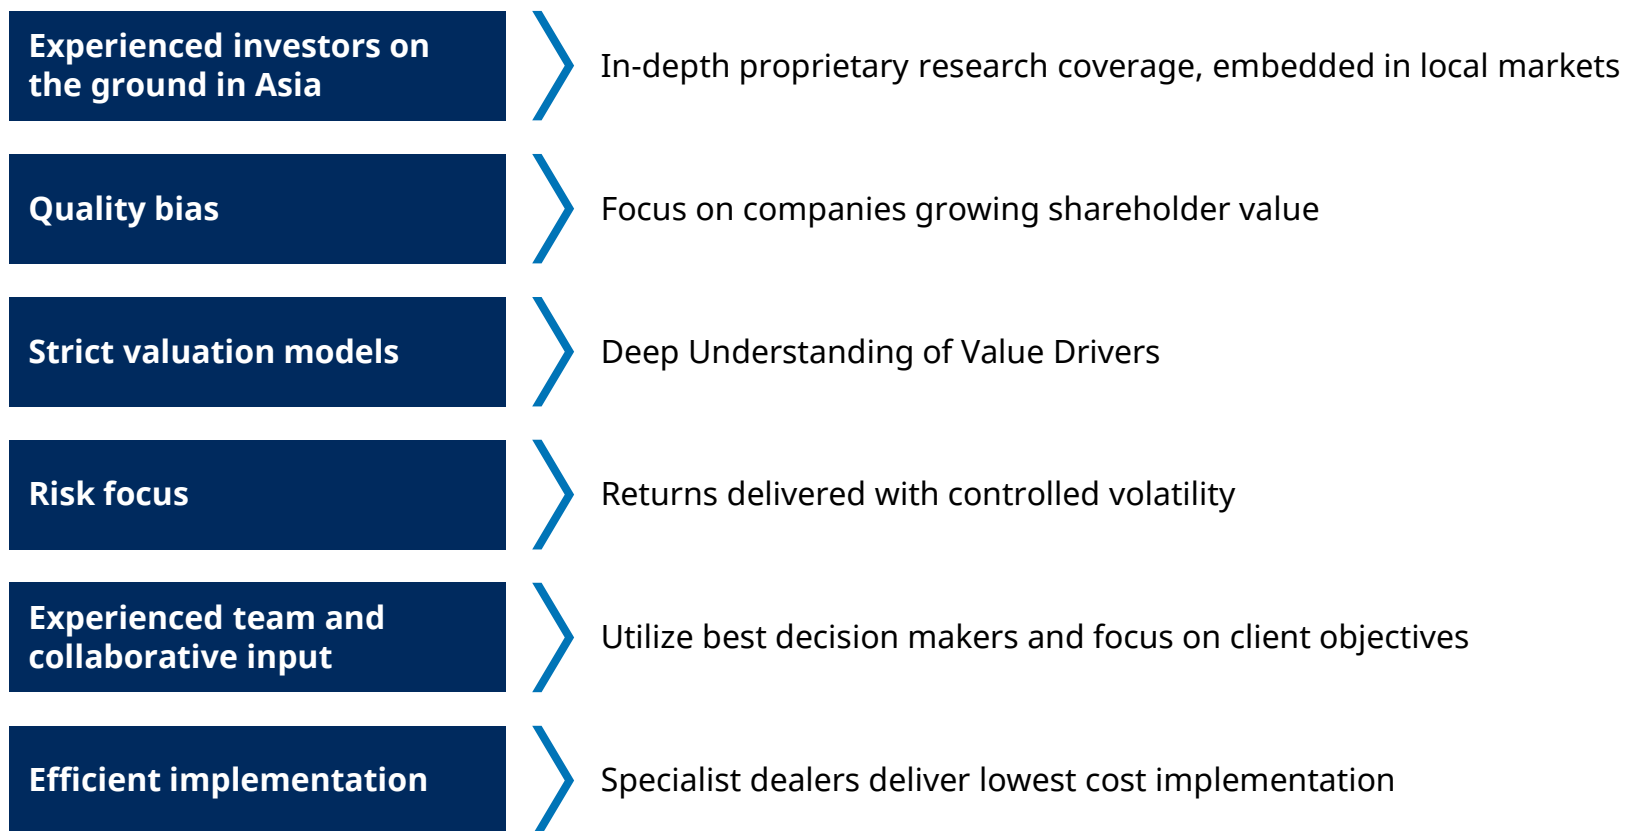 Experienced investors on
the ground in Asia
In-depth proprietary research coverage, embedded in local markets
Quality bias
Focus on companies growing shareholder value
Strict valuation models
Deep Understanding of Value Drivers
Risk focus
Returns delivered with controlled volatility
Experienced team and
collaborative input
Utilize best decision makers and focus on client objectives
Efficient implementation
Specialist dealers deliver lowest cost implementation